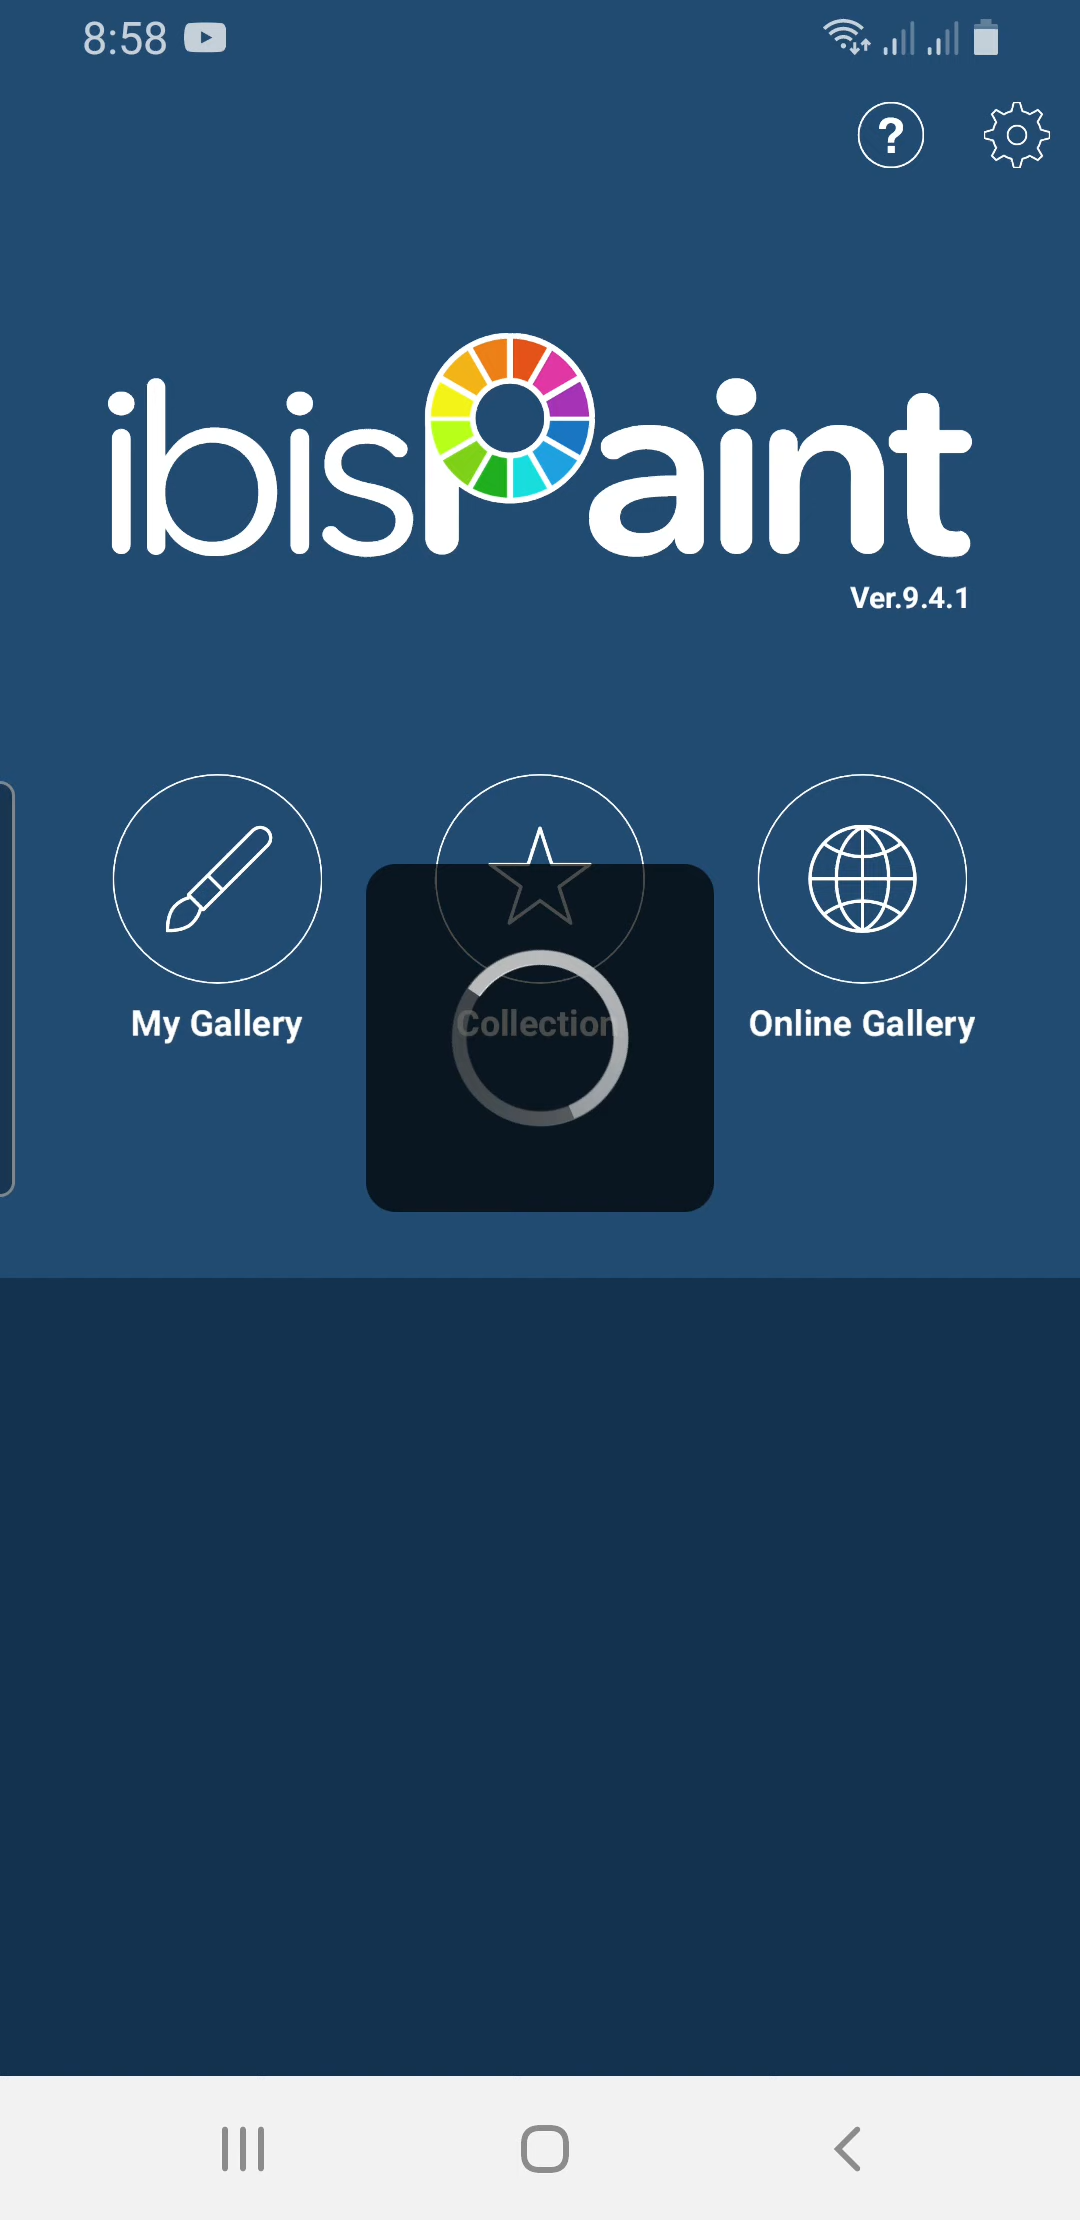 8:58
?
ibisPaint
Ver.9.4.1
My Gallery
Collection
Online Gallery